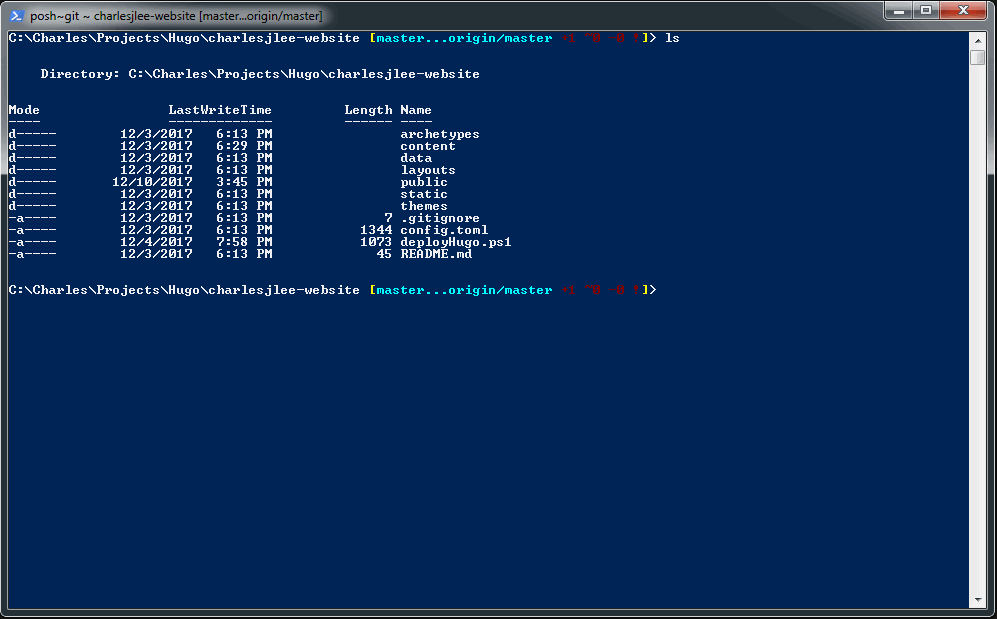 posh~git ~ charlesjlee-website [master...origin/master]
C:\Charles\Projects\Hugo\charlesjlee-website [master...origin/master ]> ls
Directory: C:\Charles\Projects\Hugo\charlesjlee-website
Mode LastWriteTime Length Name
---- ------------- ------ ----
d----- 12/3/2017 6:13 PM archetypes
d----- 12/3/2017 6:29 PM content
d----- 12/3/2017 6:13 PM data
d----- 12/3/2017 6:13 PM layouts
d----- 12/10/2017 3:45 PM public
d----- 12/3/2017 6:13 PM static
d----- 12/3/2017 6:13 PM themes
-a---- 12/3/2017 6:13 PM 7 .gitignore
-a---- 12/3/2017 6:13 PM 1344 config.toml
-a---- 12/4/2017 7:58 PM 1073 deployHugo.ps1
-a---- 12/3/2017 6:13 PM 45 README.md
C:\Charles\Projects\Hugo\charlesjlee-website [master...origin/master ]>